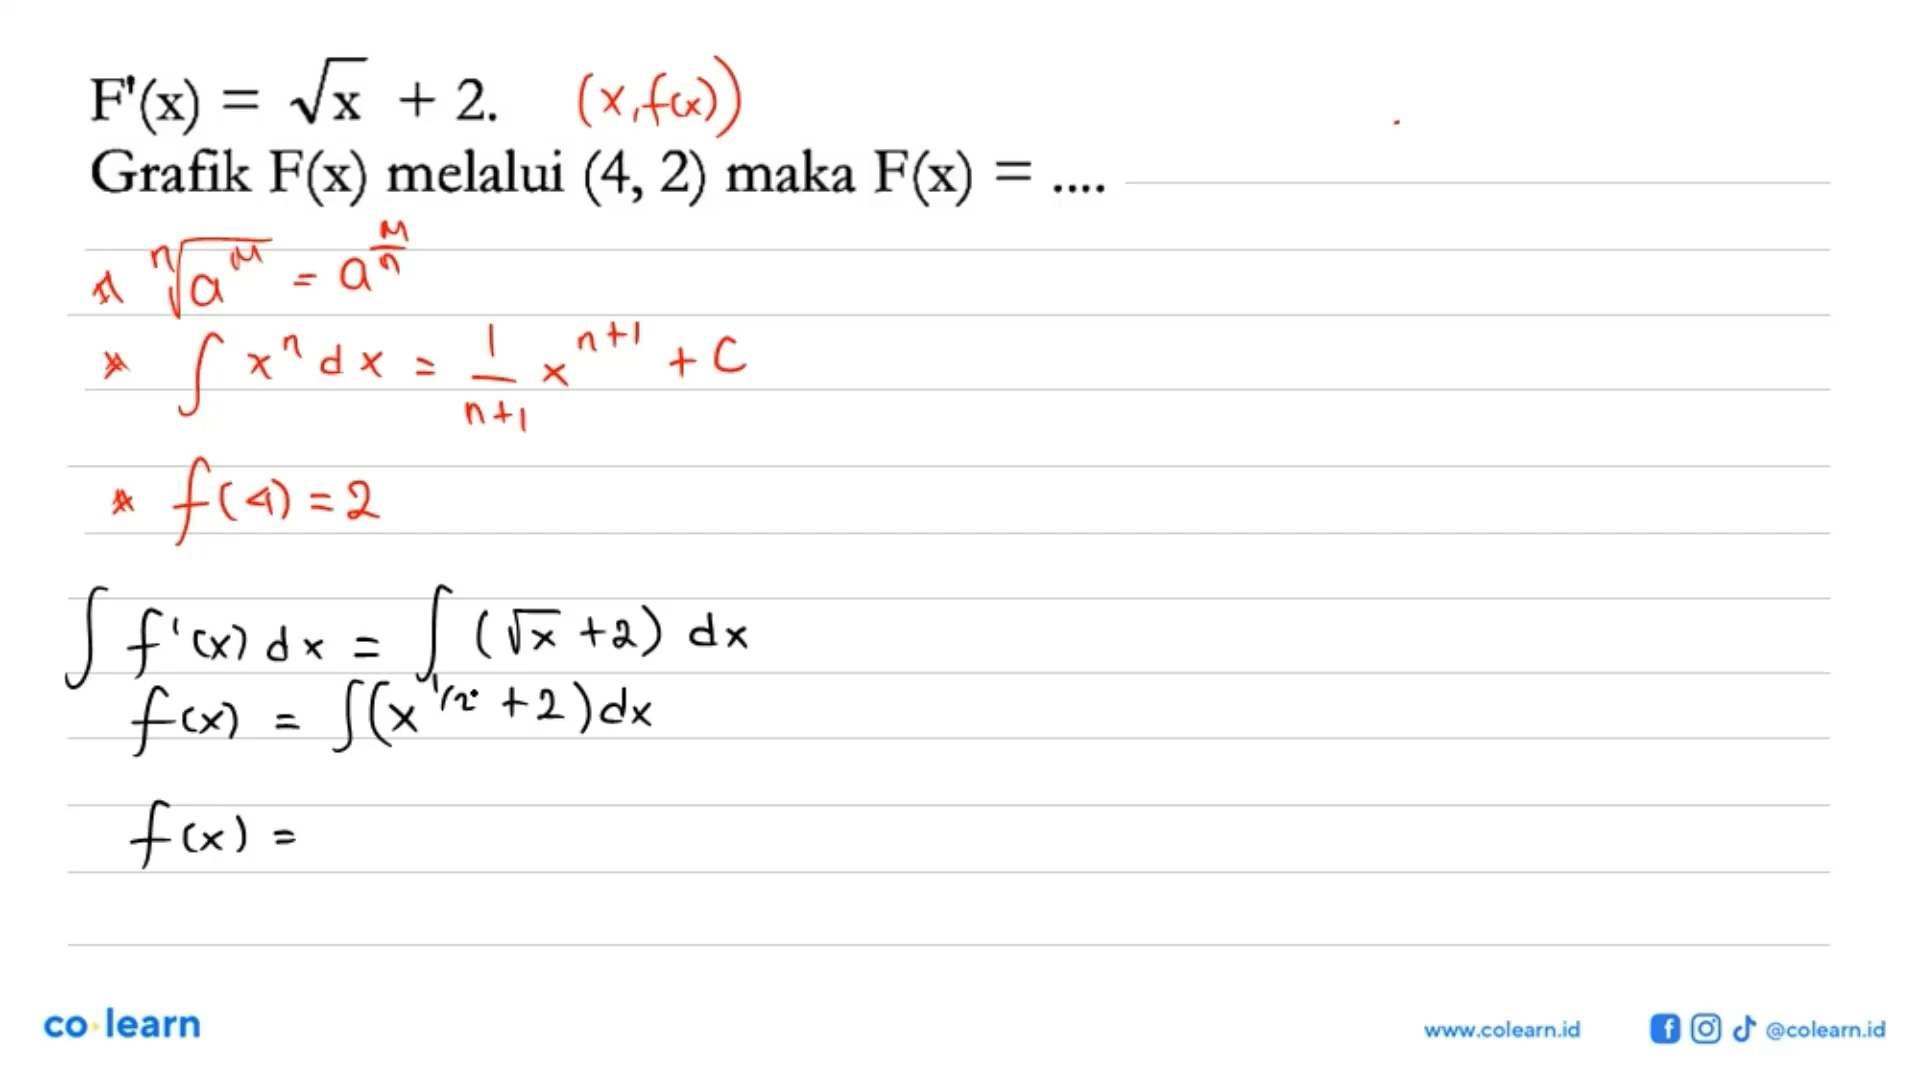 F'(x) = √x + 2. (x, f(x))
Grafik F(x) melalui (4, 2) maka F(x) = ....
* ⁿ√(a^m) = a^(m/n)
* ∫ xⁿ dx = 1/(n+1) x^(n+1) + C
* f(4) = 2
∫ f'(x) dx = ∫ (√x + 2) dx
f(x) = ∫(x^(1/2) + 2) dx
f(x) =
co learn
www.colearn.id
@colearn.id